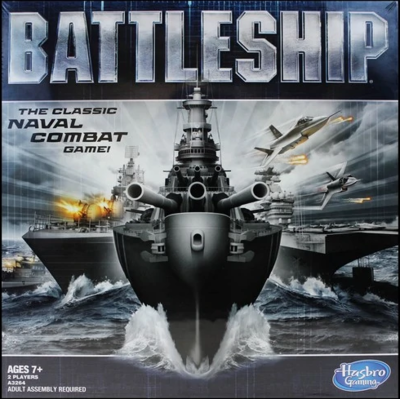 BATTLESHIP
THE CLASSIC
NAVAL
COMBAT
GAME!
AGES 7+
2 PLAYERS
A3264
ADULT ASSEMBLY REQUIRED
Hasbro
Gaming